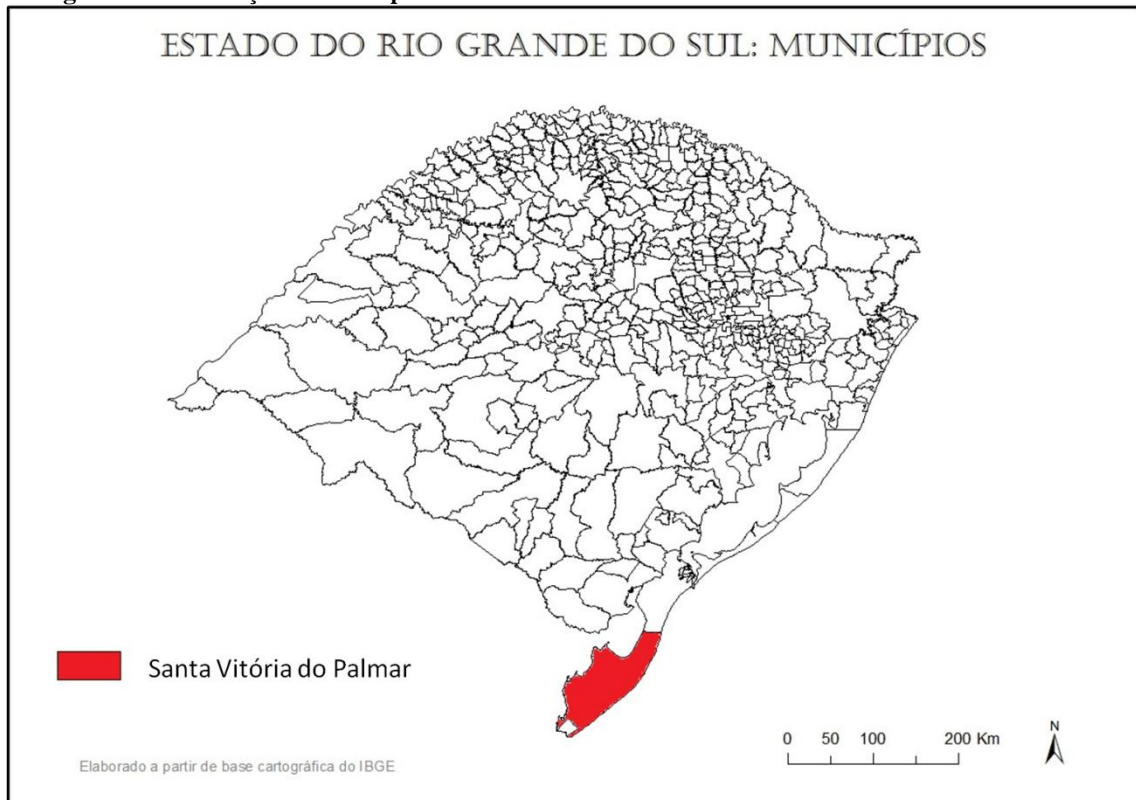 ESTADO DO RIO GRANDE DO SUL: MUNICÍPIOS
Santa Vitória do Palmar
0 50 100 200 Km
N
Elaborado a partir de base cartográfica do IBGE